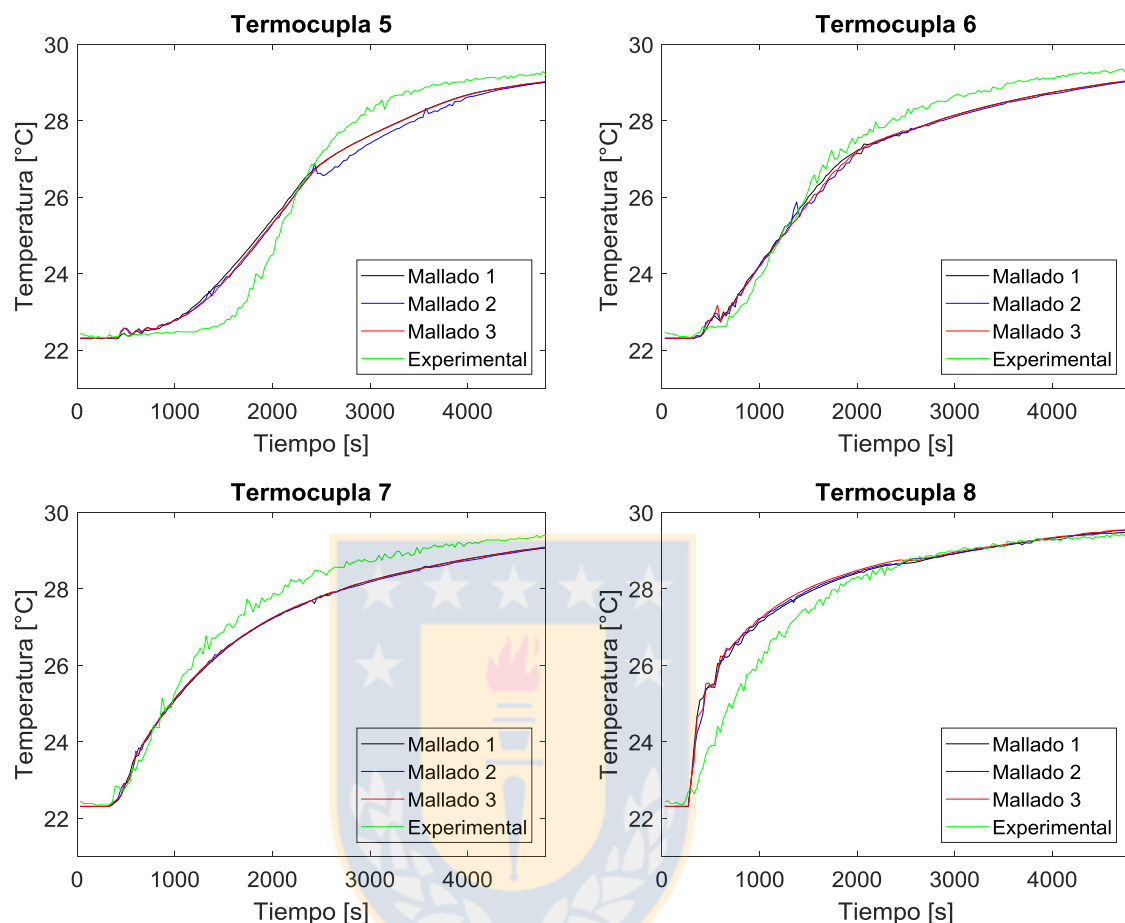 Termocupla 5
30
28
26
24
22
Temperatura [°C]
Mallado 1
Mallado 2
Mallado 3
Experimental
0 1000 2000 3000 4000
Tiempo [s]
Termocupla 6
30
28
26
24
22
Temperatura [°C]
Mallado 1
Mallado 2
Mallado 3
Experimental
0 1000 2000 3000 4000
Tiempo [s]
Termocupla 7
30
28
26
24
22
Temperatura [°C]
Mallado 1
Mallado 2
Mallado 3
Experimental
0 1000 2000 3000 4000
Tiempo [s]
Termocupla 8
30
28
26
24
22
Temperatura [°C]
Mallado 1
Mallado 2
Mallado 3
Experimental
0 1000 2000 3000 4000
Tiempo [s]